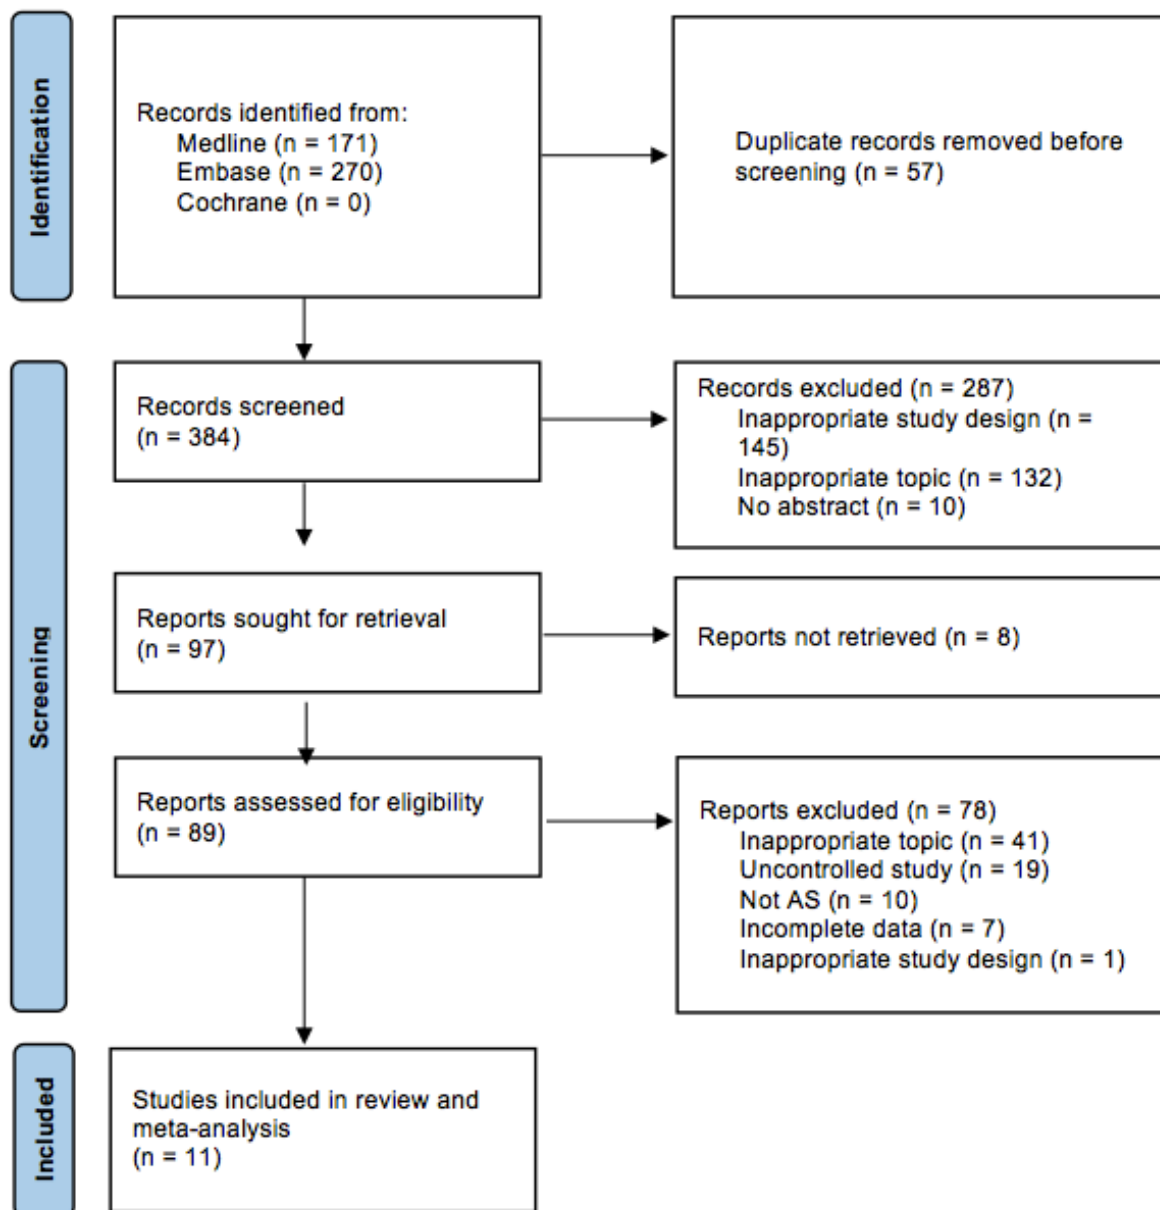 Identification
Records identified from:
Medline (n = 171)
Embase (n = 270)
Cochrane (n = 0)
Duplicate records removed before
screening (n = 57)
Screening
Records screened
(n = 384)
Records excluded (n = 287)
Inappropriate study design (n =
145)
Inappropriate topic (n = 132)
No abstract (n = 10)
Reports sought for retrieval
(n = 97)
Reports not retrieved (n = 8)
Reports assessed for eligibility
(n = 89)
Reports excluded (n = 78)
Inappropriate topic (n = 41)
Uncontrolled study (n = 19)
Not AS (n = 10)
Incomplete data (n = 7)
Inappropriate study design (n = 1)
Included
Studies included in review and
meta-analysis
(n = 11)